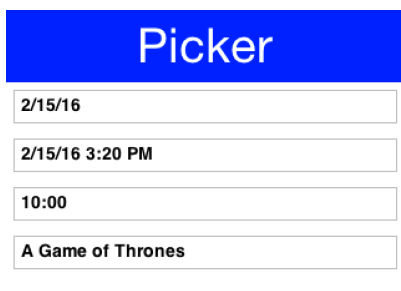 Picker
2/15/16
2/15/16 3:20 PM
10:00
A Game of Thrones